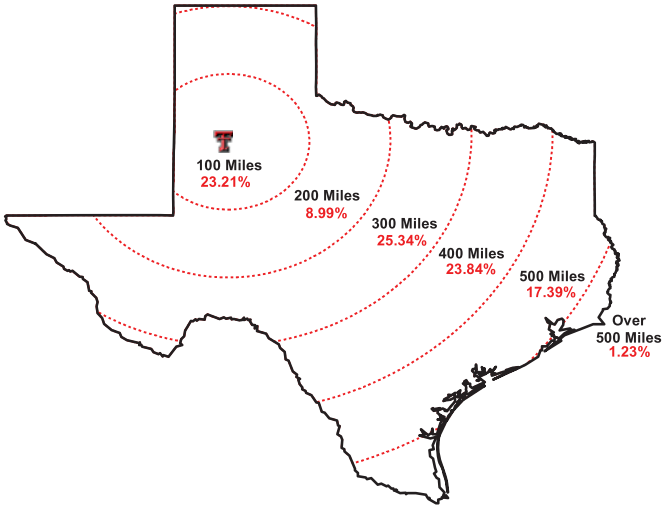 T
100 Miles
23.21%
200 Miles
8.99%
300 Miles
25.34%
400 Miles
23.84%
500 Miles
17.39%
Over
500 Miles
1.23%